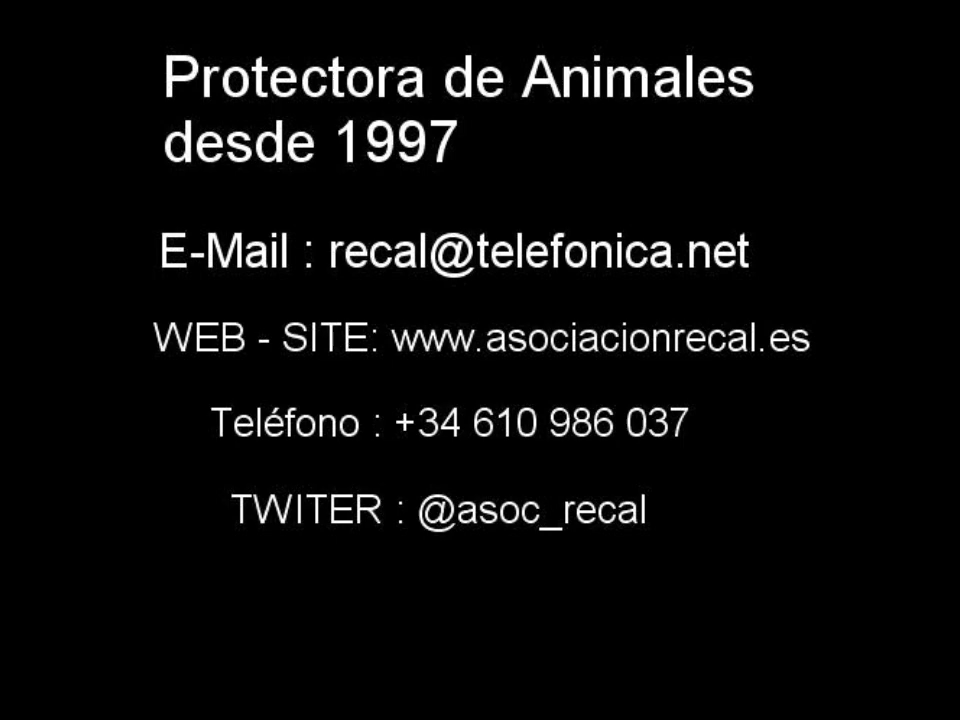 Protectora de Animales
desde 1997
E-Mail : recal@telefonica.net
WEB - SITE: www.asociacionrecal.es
Teléfono : +34 610 986 037
TWITER : @asoc_recal